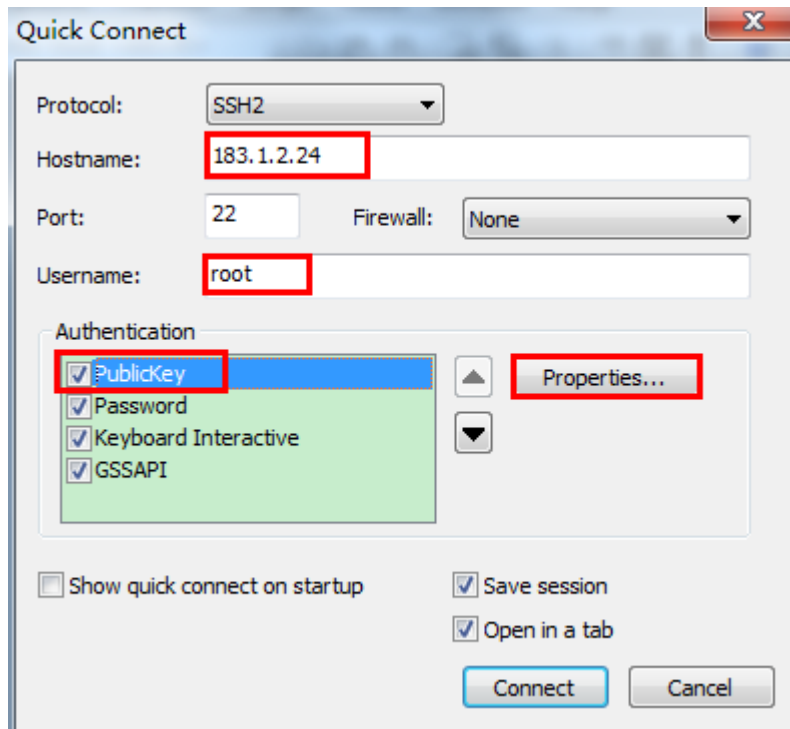 Quick Connect
Protocol: SSH2
Hostname: 183.1.2.24
Port: 22 Firewall: None
Username: root
Authentication
PublicKey Properties...
Password
Keyboard Interactive
GSSAPI
Show quick connect on startup Save session
Open in a tab
Connect Cancel